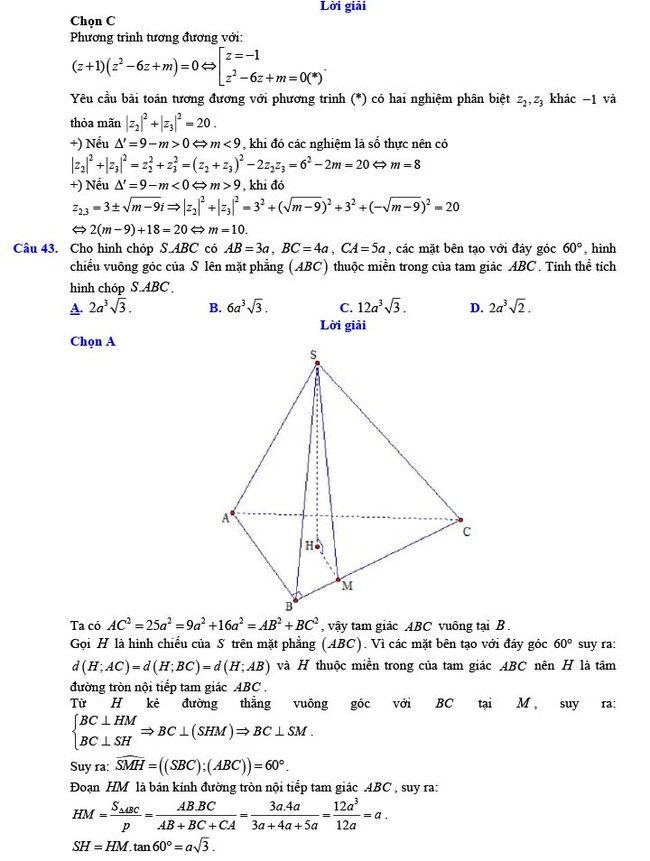 Lời giải
Chọn C
Phương trình tương đương với:
(z+1)(z²−6z+m)=0⇔[z=−1
z²−6z+m=0(*)
Yêu cầu bài toán tương đương với phương trình (*) có hai nghiệm phân biệt z₂,z₃ khác −1 và
thỏa mãn |z₂|²+|z₃|²=20.
+) Nếu Δ′=9−m>0⇔m<9, khi đó các nghiệm là số thực nên có
|z₂|²+|z₃|²=z₂²+z₃²=(z₂+z₃)²−2z₂z₃=6²−2m=20⇔m=8
+) Nếu Δ′=9−m<0⇔m>9, khi đó
z₂,₃=3±√(m−9)i⇒|z₂|²+|z₃|²=3²+(√(m−9))²+3²+(−√(m−9))²=20
⇔2(m−9)+18=20⇔m=10.
Câu 43. Cho hình chóp S.ABC có AB=3a, BC=4a, CA=5a, các mặt bên tạo với đáy góc 60°, hình
chiếu vuông góc của S lên mặt phẳng (ABC) thuộc miền trong của tam giác ABC. Tính thể tích
hình chóp S.ABC.
A. 2a³√3. B. 6a³√3. C. 12a³√3. D. 2a³√2.
Lời giải
Chọn A
S
A
C
H
M
B
Ta có AC²=25a²=9a²+16a²=AB²+BC², vậy tam giác ABC vuông tại B.
Gọi H là hình chiếu của S trên mặt phẳng (ABC). Vì các mặt bên tạo với đáy góc 60° suy ra:
d(H;AC)=d(H;BC)=d(H;AB) và H thuộc miền trong của tam giác ABC nên H là tâm
đường tròn nội tiếp tam giác ABC.
Từ H kẻ đường thẳng vuông góc với BC tại M, suy ra:
{BC⊥HM
BC⊥SH ⇒BC⊥(SHM)⇒BC⊥SM.
Suy ra: SMH=((SBC);(ABC))=60°.
Đoạn HM là bán kính đường tròn nội tiếp tam giác ABC, suy ra:
HM=S△ABC/p=AB.BC/(AB+BC+CA)=3a.4a/(3a+4a+5a)=12a³/12a=a.
SH=HM.tan60°=a√3.